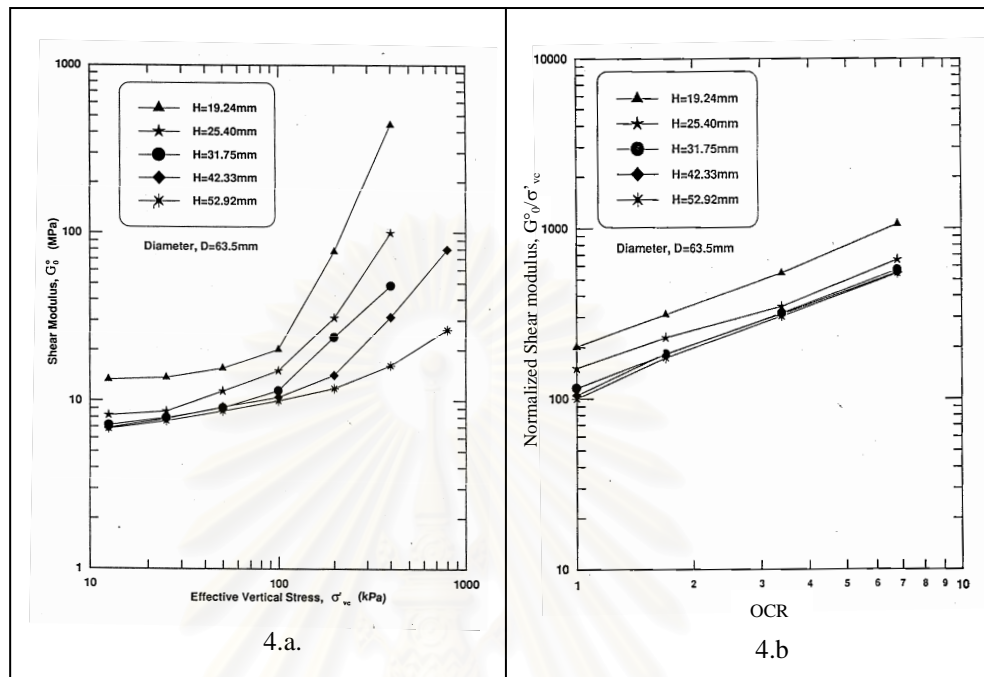 1000
100
10
1
Shear Modulus, G°₀ (MPa)
H=19.24mm
H=25.40mm
H=31.75mm
H=42.33mm
H=52.92mm
Diameter, D=63.5mm
10
100
1000
Effective Vertical Stress, σ'vc (kPa)
4.a.
10000
1000
100
10
Normalized Shear modulus, G°₀/σ'vc
H=19.24mm
H=25.40mm
H=31.75mm
H=42.33mm
H=52.92mm
Diameter, D=63.5mm
1 2 3 4 5 6 7 8 9 10
OCR
4.b